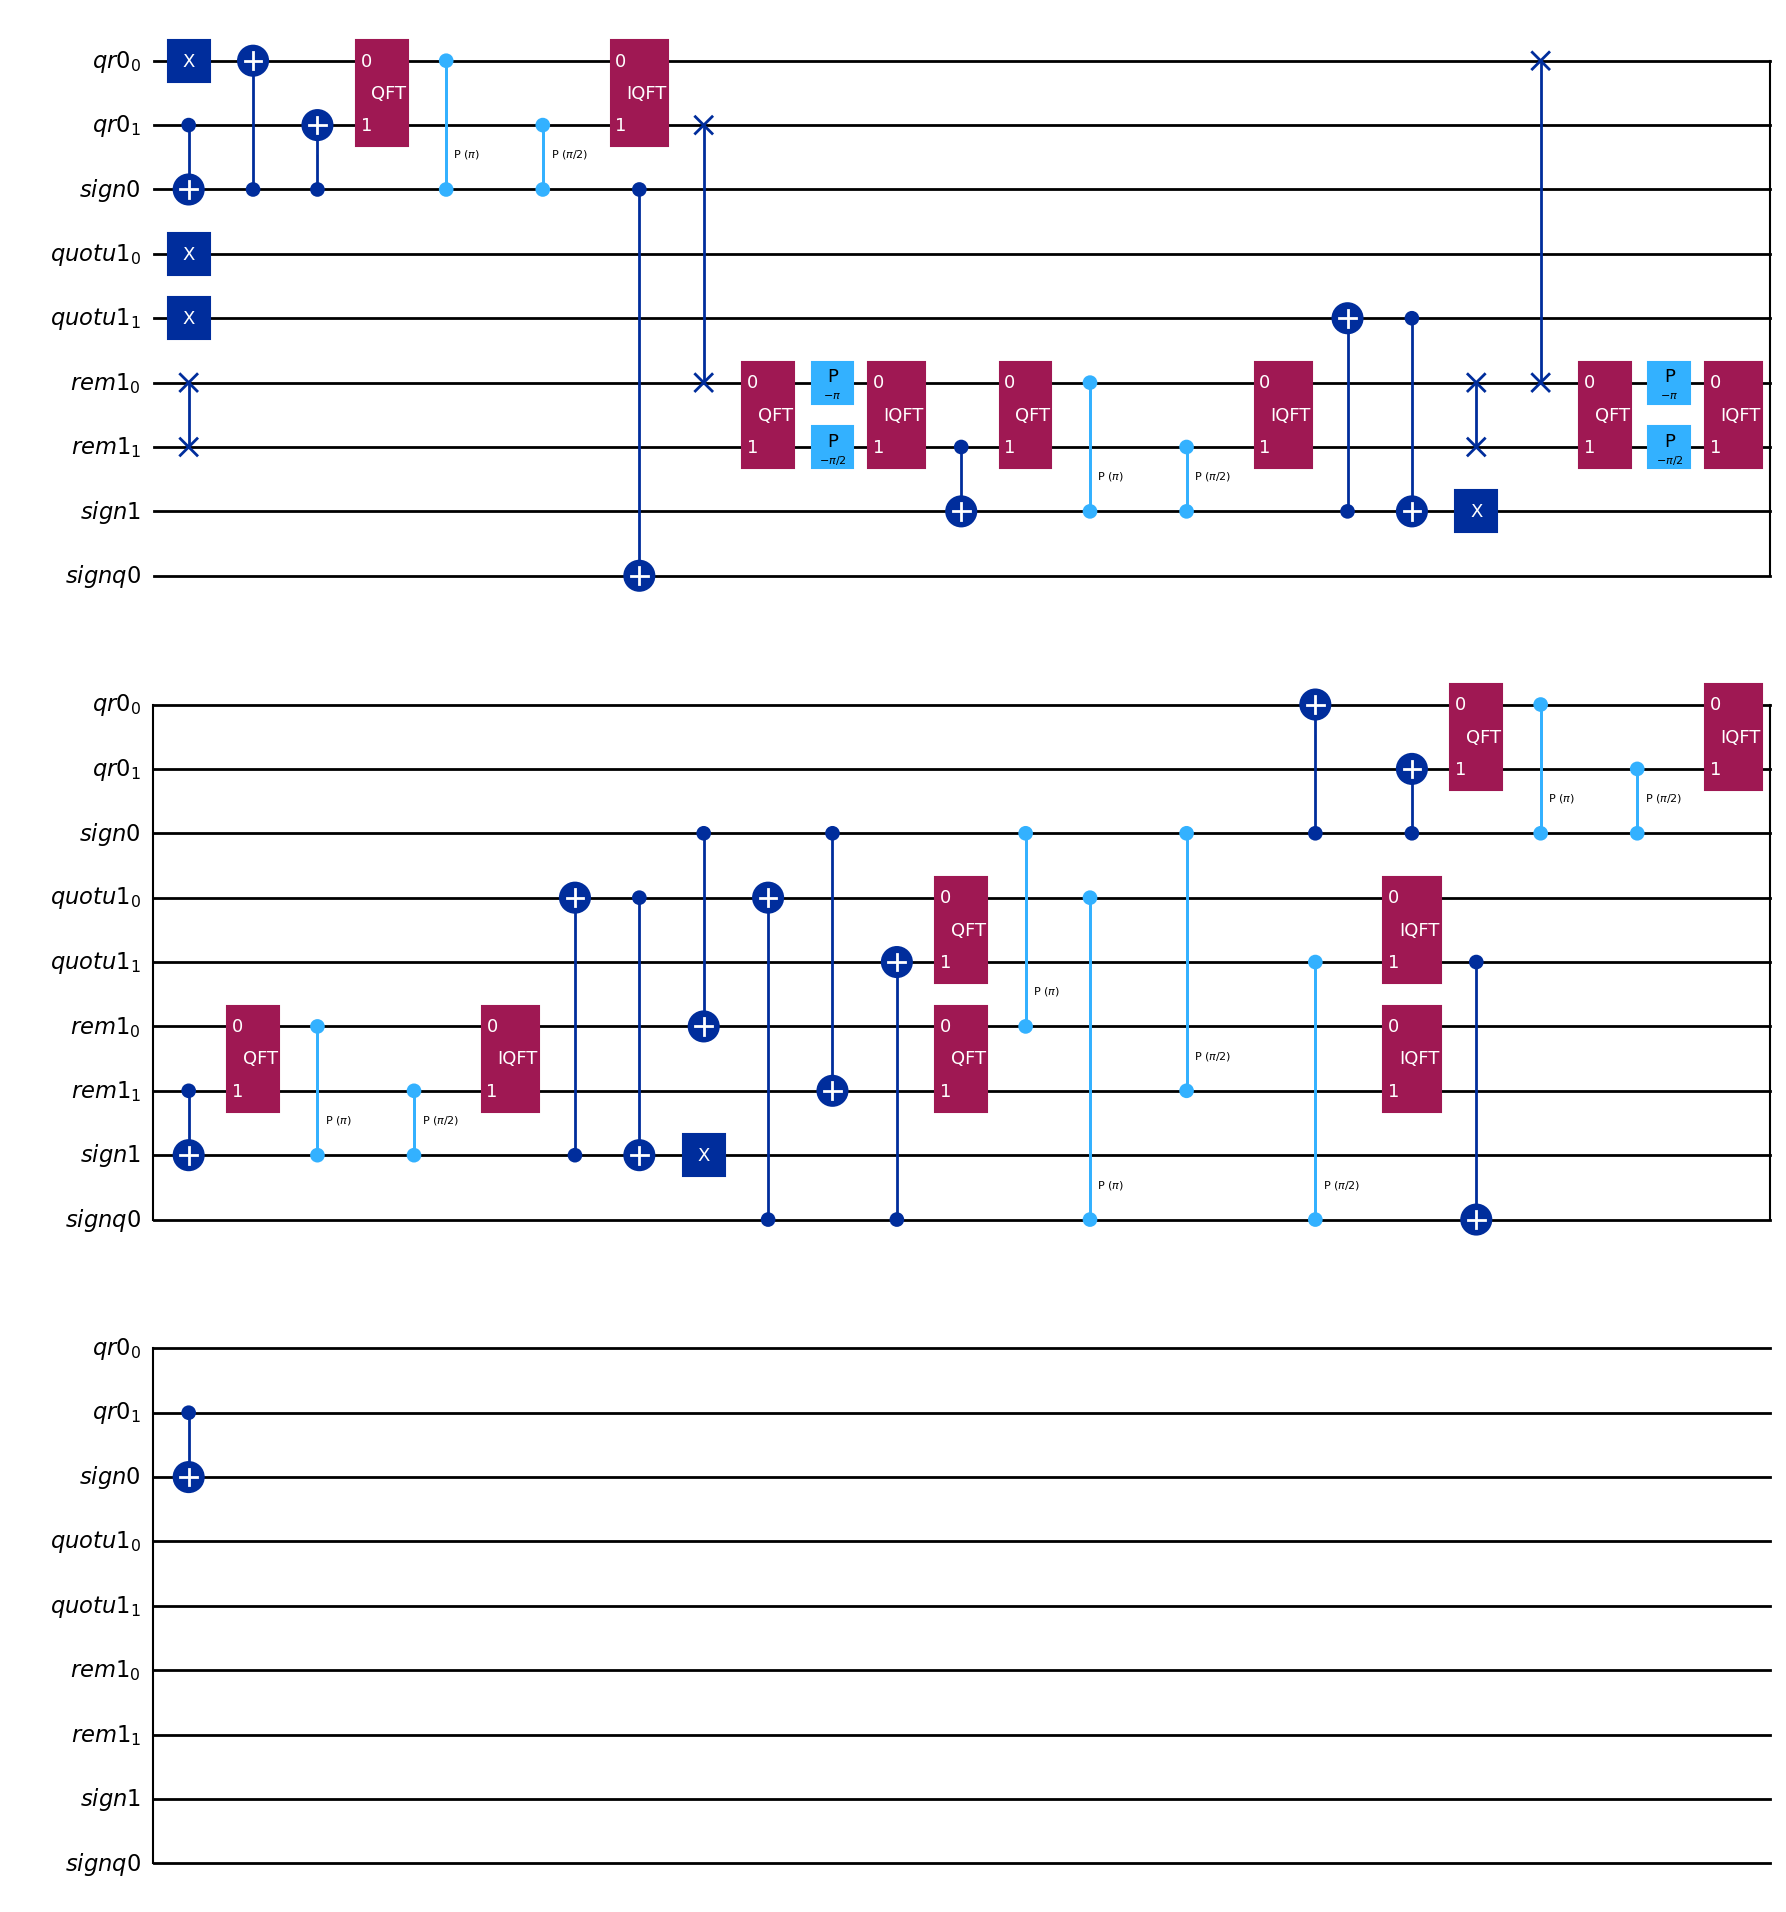 qr0₀ X 0 QFT 1 P (π) P (π/2) 0 IQFT 1
qr0₁
sign0
quotu1₀ X
quotu1₁ X
rem1₀ 0 QFT 1 P -π 0 IQFT 1 0 QFT 1 P (π) P (π/2) 0 IQFT 1 0 QFT 1 P -π 0 IQFT 1
rem1₁ P -π/2 P -π/2
sign1 X
signq0
qr0₀ 0 QFT 1 P (π) P (π/2) 0 IQFT 1
qr0₁
sign0
quotu1₀ 0 QFT 1 0 IQFT 1
quotu1₁ P (π)
rem1₀ 0 QFT 1 P (π) P (π/2) 0 IQFT 1 0 QFT 1 P (π/2) 0 IQFT 1
rem1₁
sign1 X P (π) P (π/2)
signq0
qr0₀
qr0₁
sign0
quotu1₀
quotu1₁
rem1₀
rem1₁
sign1
signq0